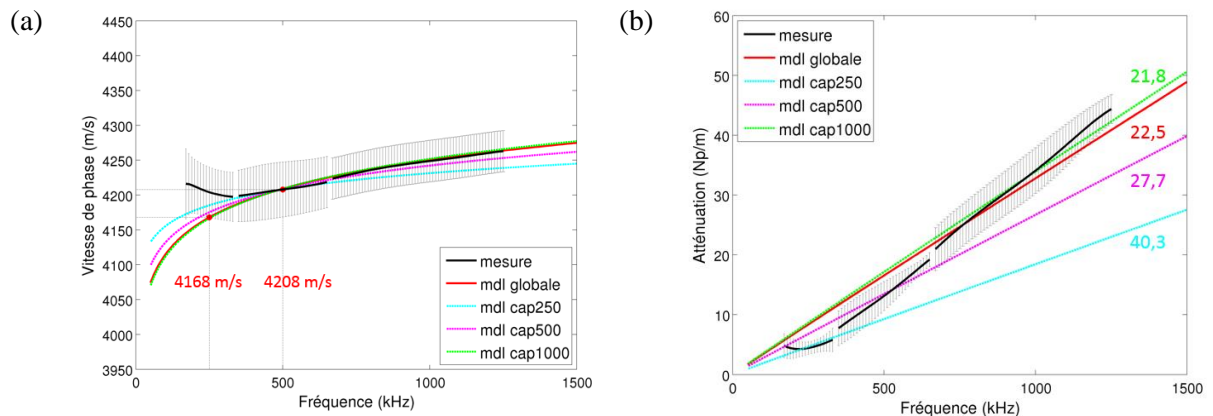 (a)
4450
4400
4350
4300
4250
4200
4150
4100
4050
4000
3950
Vitesse de phase (m/s)
4168 m/s
4208 m/s
mesure
mdl globale
mdl cap250
mdl cap500
mdl cap1000
0
500
1000
1500
Fréquence (kHz)
(b)
60
50
40
30
20
10
0
Atténuation (Np/m)
mesure
mdl globale
mdl cap250
mdl cap500
mdl cap1000
21,8
22,5
27,7
40,3
0
500
1000
1500
Fréquence (kHz)